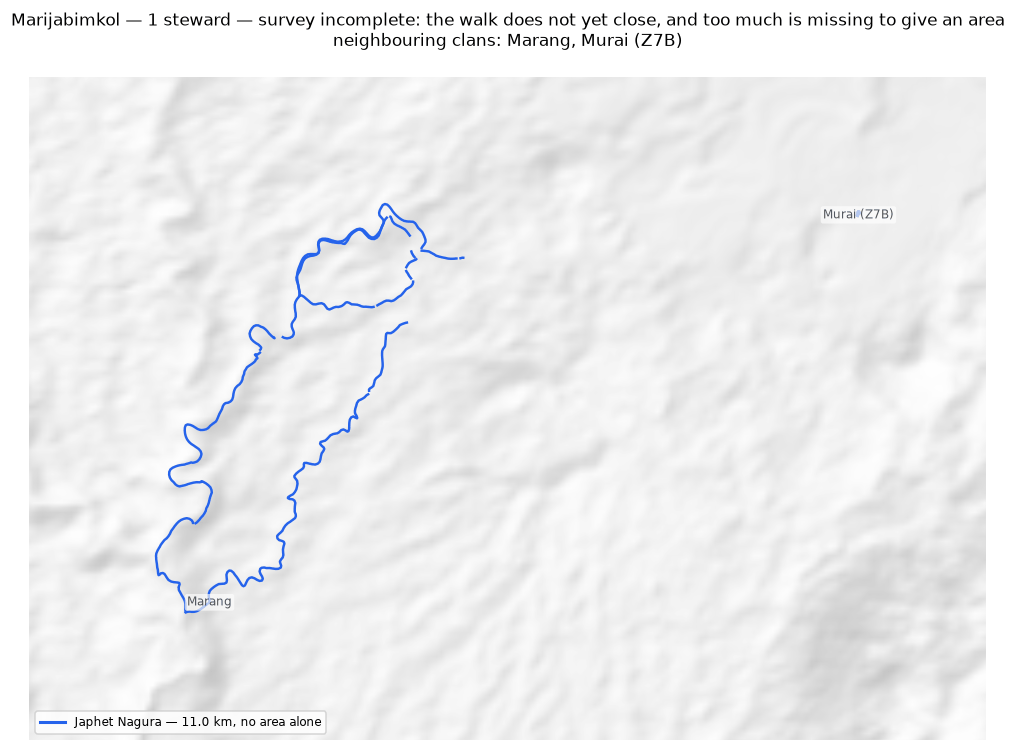 Marijabimkol — 1 steward — survey incomplete: the walk does not yet close, and too much is missing to give an area
neighbouring clans: Marang, Murai (Z7B)
Murai (Z7B)
Marang
Japhet Nagura — 11.0 km, no area alone